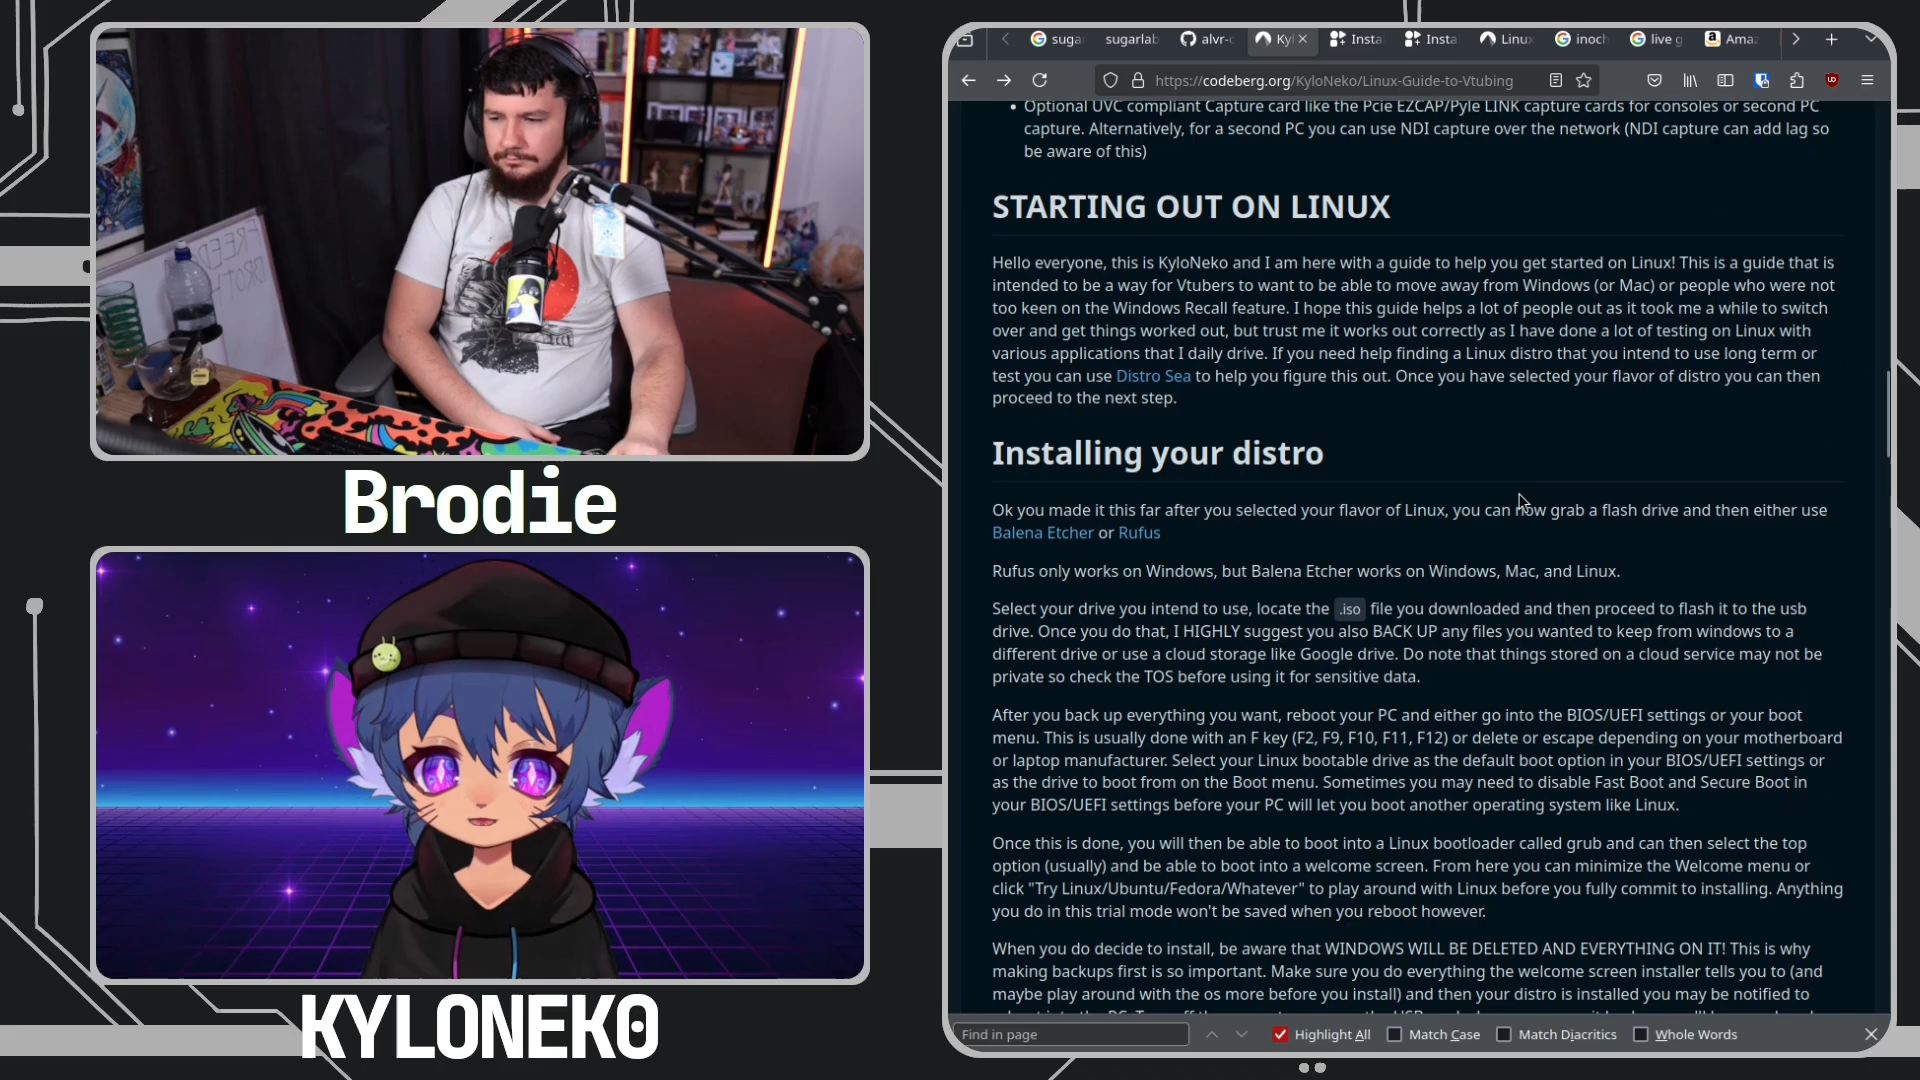 Brodie
KYLONEKO
suga
sugarlab
alvr-c
Kyl
Insta
Insta
Linux
inoch
live g
Amaz
https://codeberg.org/KyloNeko/Linux-Guide-to-Vtubing
Optional UVC compliant Capture card like the Pcie EZCAP/Pyle LINK capture cards for consoles or second PC
capture. Alternatively, for a second PC you can use NDI capture over the network (NDI capture can add lag so
be aware of this)
STARTING OUT ON LINUX
Hello everyone, this is KyloNeko and I am here with a guide to help you get started on Linux! This is a guide that is
intended to be a way for Vtubers to want to be able to move away from Windows (or Mac) or people who were not
too keen on the Windows Recall feature. I hope this guide helps a lot of people out as it took me a while to switch
over and get things worked out, but trust me it works out correctly as I have done a lot of testing on Linux with
various applications that I daily drive. If you need help finding a Linux distro that you intend to use long term or
test you can use Distro Sea to help you figure this out. Once you have selected your flavor of distro you can then
proceed to the next step.
Installing your distro
Ok you made it this far after you selected your flavor of Linux, you can now grab a flash drive and then either use
Balena Etcher or Rufus
Rufus only works on Windows, but Balena Etcher works on Windows, Mac, and Linux.
Select your drive you intend to use, locate the .iso file you downloaded and then proceed to flash it to the usb
drive. Once you do that, I HIGHLY suggest you also BACK UP any files you wanted to keep from windows to a
different drive or use a cloud storage like Google drive. Do note that things stored on a cloud service may not be
private so check the TOS before using it for sensitive data.
After you back up everything you want, reboot your PC and either go into the BIOS/UEFI settings or your boot
menu. This is usually done with an F key (F2, F9, F10, F11, F12) or delete or escape depending on your motherboard
or laptop manufacturer. Select your Linux bootable drive as the default boot option in your BIOS/UEFI settings or
as the drive to boot from on the Boot menu. Sometimes you may need to disable Fast Boot and Secure Boot in
your BIOS/UEFI settings before your PC will let you boot another operating system like Linux.
Once this is done, you will then be able to boot into a Linux bootloader called grub and can then select the top
option (usually) and be able to boot into a welcome screen. From here you can minimize the Welcome menu or
click "Try Linux/Ubuntu/Fedora/Whatever" to play around with Linux before you fully commit to installing. Anything
you do in this trial mode won't be saved when you reboot however.
When you do decide to install, be aware that WINDOWS WILL BE DELETED AND EVERYTHING ON IT! This is why
making backups first is so important. Make sure you do everything the welcome screen installer tells you to (and
maybe play around with the os more before you install) and then your distro is installed you may be notified to
Find in page
Highlight All
Match Case
Match Diacritics
Whole Words